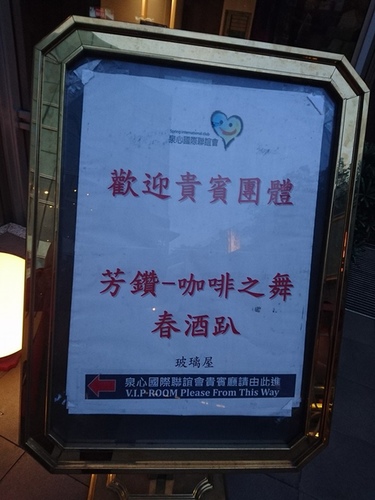 泉心國際聯誼會
歡迎貴賓團體
芳鑽-咖啡之舞
春酒趴
玻璃屋
泉心國際聯誼會貴賓廳請由此進
V.I.P-ROOM Please From This Way